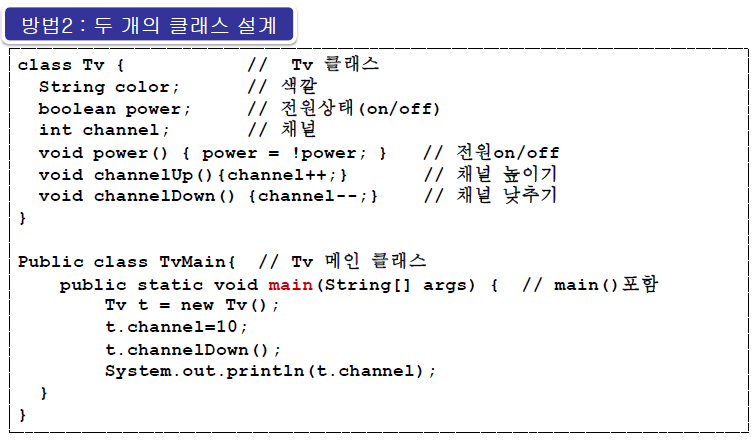 방법2 : 두 개의 클래스 설계
class Tv {            //  Tv 클래스
  String color;       // 색깔
  boolean power;      // 전원상태(on/off)
  int channel;        // 채널
  void power() { power = !power; }   // 전원on/off
  void channelUp(){channel++;}       // 채널 높이기
  void channelDown() {channel--;}    // 채널 낮추기
}
Public class TvMain{  // Tv 메인 클래스
    public static void main(String[] args) {  // main()포함
        Tv t = new Tv();
        t.channel=10;
        t.channelDown();
        System.out.println(t.channel);
  }
}